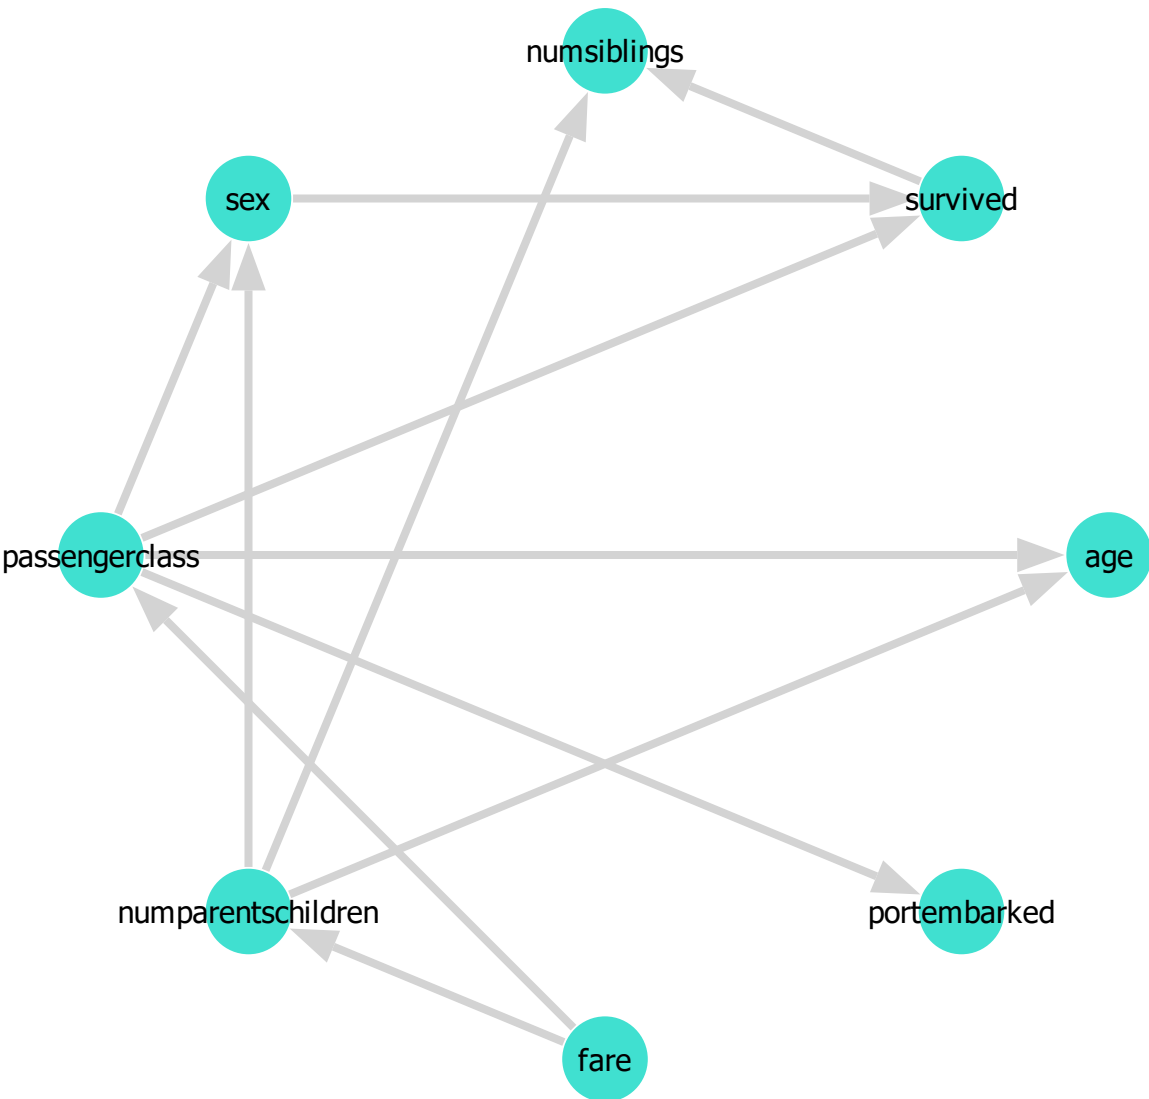 numsiblings
sex
survived
passengerclass
age
numparentschildren
portembarked
fare